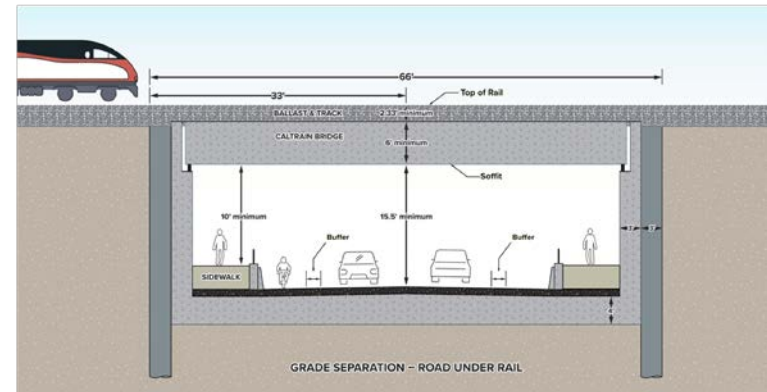 66'
33'
Top of Rail
BALLAST & TRACK
2.33' minimum
CALTRAIN BRIDGE
6' minimum
Soffit
10' minimum
15.5' minimum
Buffer
Buffer
SIDEWALK
GRADE SEPARATION – ROAD UNDER RAIL